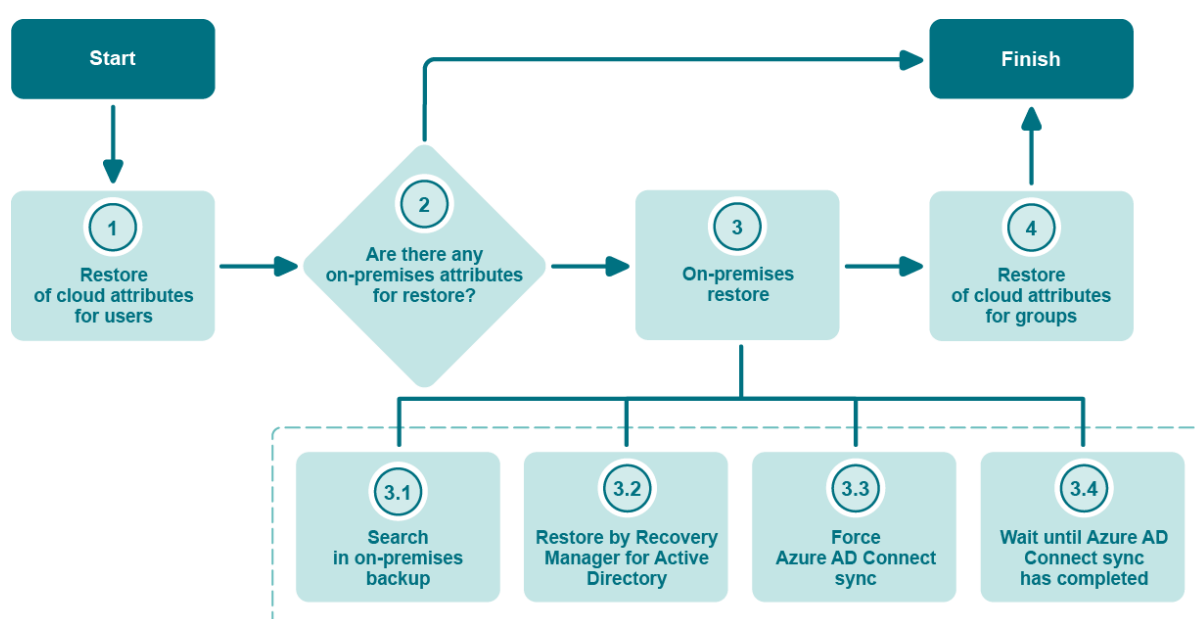 Start
Finish
1
Restore
of cloud attributes
for users
2
Are there any
on-premises attributes
for restore?
3
On-premises
restore
4
Restore
of cloud attributes
for groups
3.1
Search
in on-premises
backup
3.2
Restore by Recovery
Manager for Active
Directory
3.3
Force
Azure AD Connect
sync
3.4
Wait until Azure AD
Connect sync
has completed